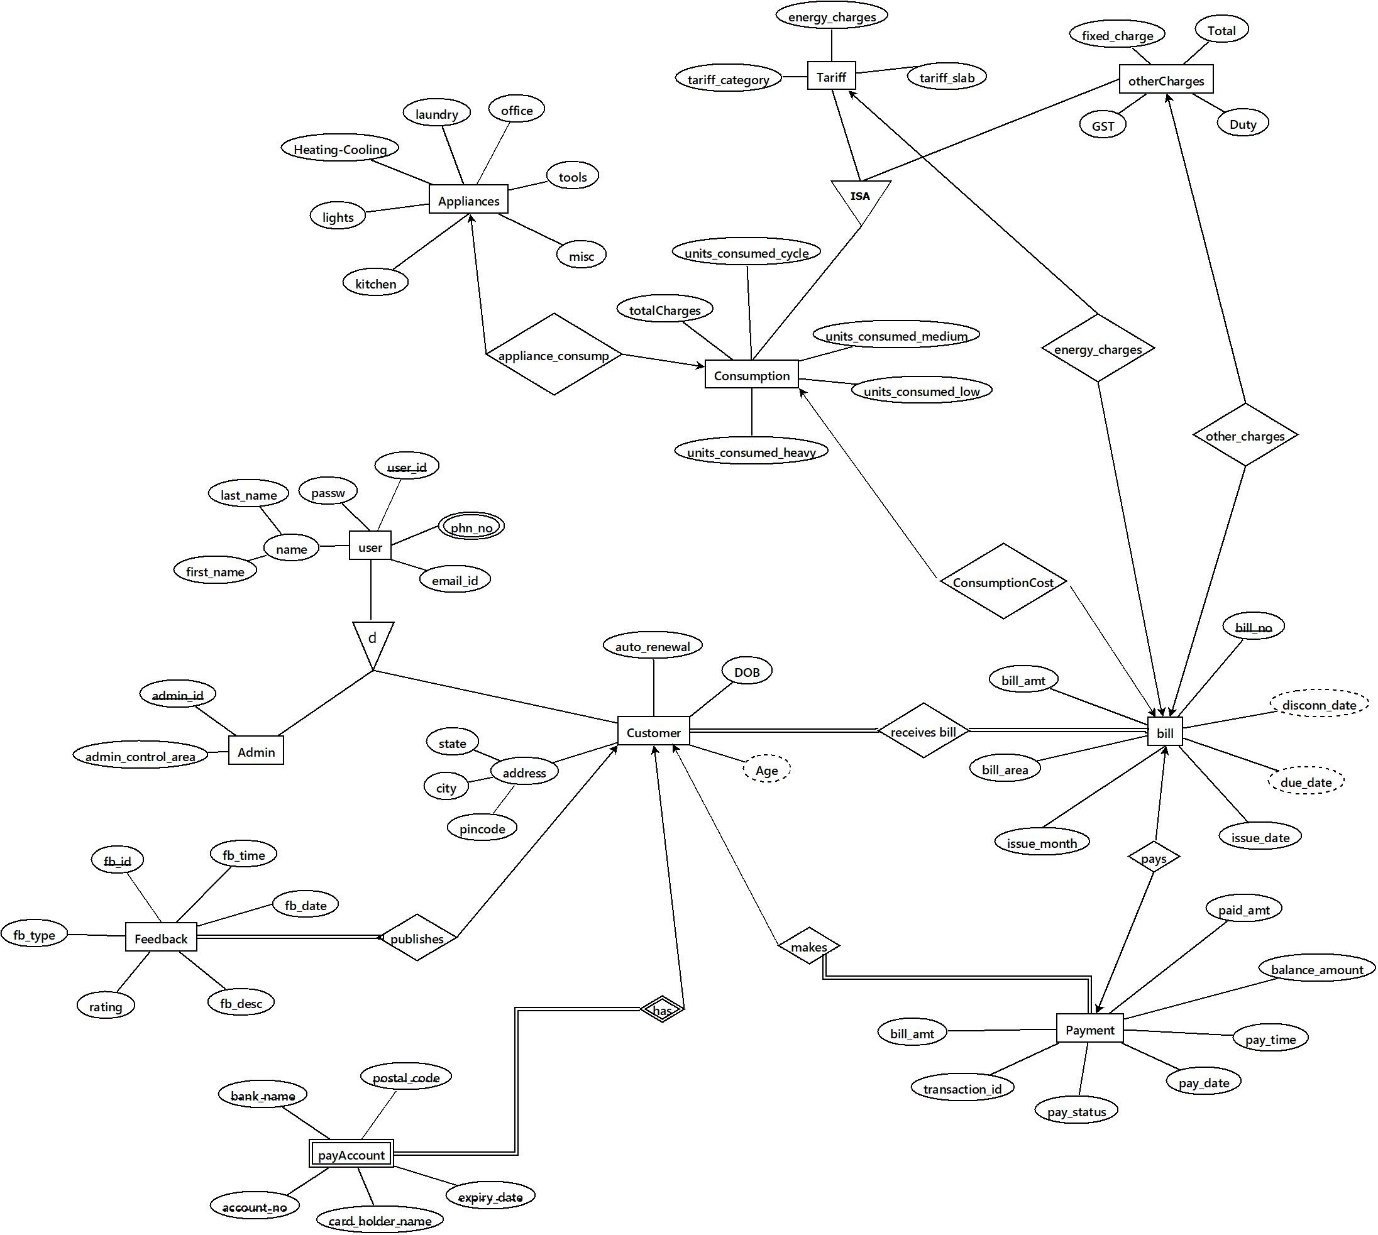 energy_charges
tariff_category
Tariff
tariff_slab
fixed_charge
Total
otherCharges
GST
Duty
laundry
office
Heating-Cooling
tools
Appliances
lights
misc
kitchen
ISA
units_consumed_cycle
totalCharges
units_consumed_medium
appliance_consump
Consumption
units_consumed_low
units_consumed_heavy
energy_charges
other_charges
user_id
last_name
passw
phn_no
name
user
first_name
email_id
ConsumptionCost
d
auto_renewal
DOB
bill_no
bill_amt
disconn_date
admin_id
admin_control_area
Admin
state
Customer
receives bill
bill
address
Age
bill_area
city
due_date
pincode
issue_month
issue_date
fb_id
fb_time
pays
fb_date
fb_type
Feedback
publishes
makes
paid_amt
balance_amount
rating
fb_desc
has
bill_amt
Payment
pay_time
transaction_id
pay_date
pay_status
bank_name
postal_code
payAccount
account_no
card_holder_name
expiry_date